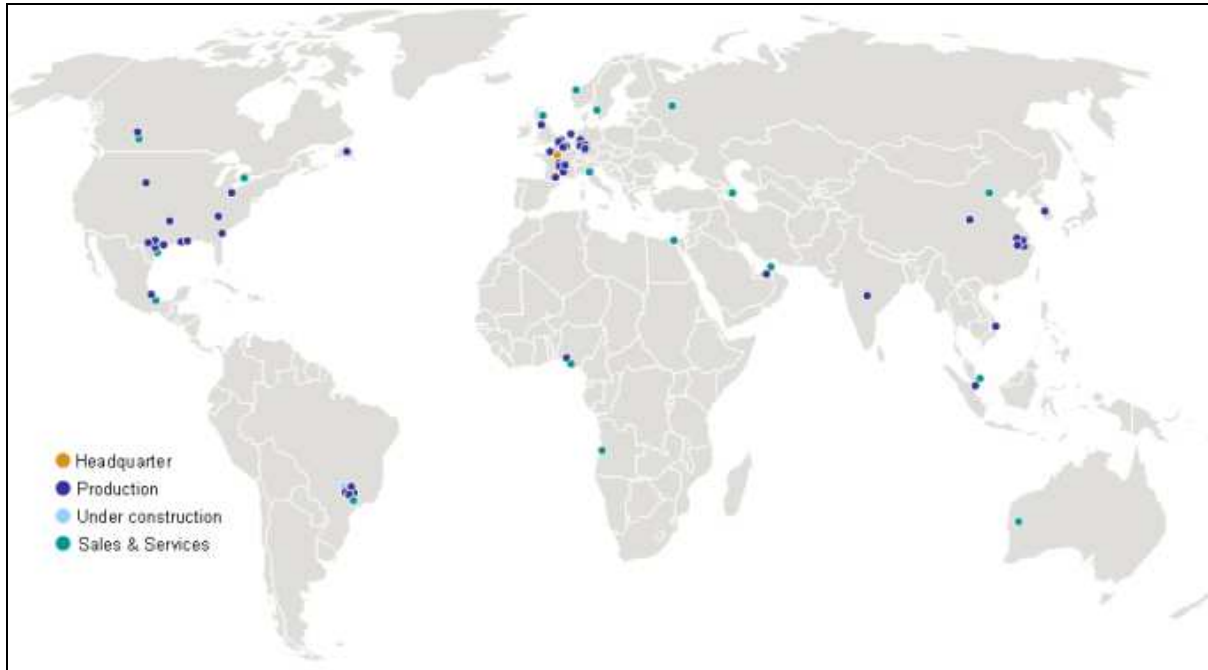 Headquarter
Production
Under construction
Sales & Services